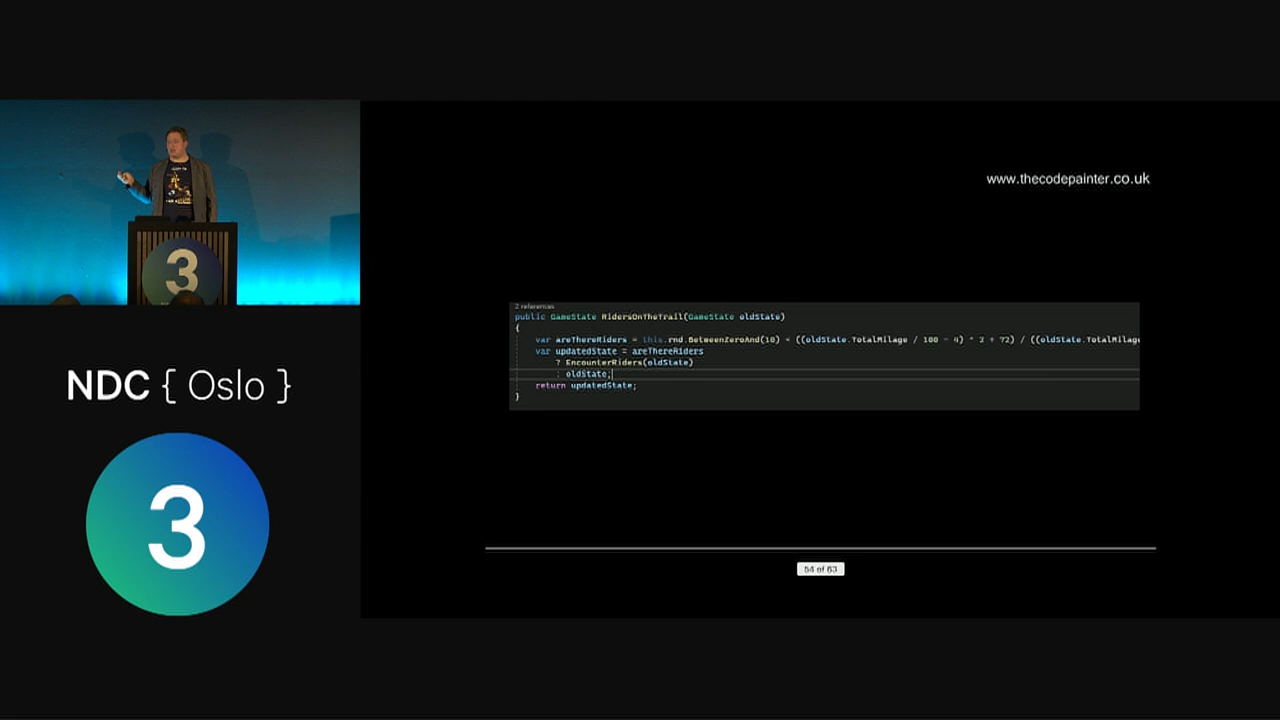 www.thecodepainter.co.uk
2 references
public GameState RidersOnTheTrail(GameState oldState)
{
var areThereRiders = this.rnd.BetweenZeroAnd(10) < ((oldState.TotalMilage / 100 - 4) ^ 2 + 72) / ((oldState.TotalMilage
var updatedState = areThereRiders
? EncounterRiders(oldState)
: oldState;
return updatedState;
}
54 of 63
3
NDC { Oslo }
3